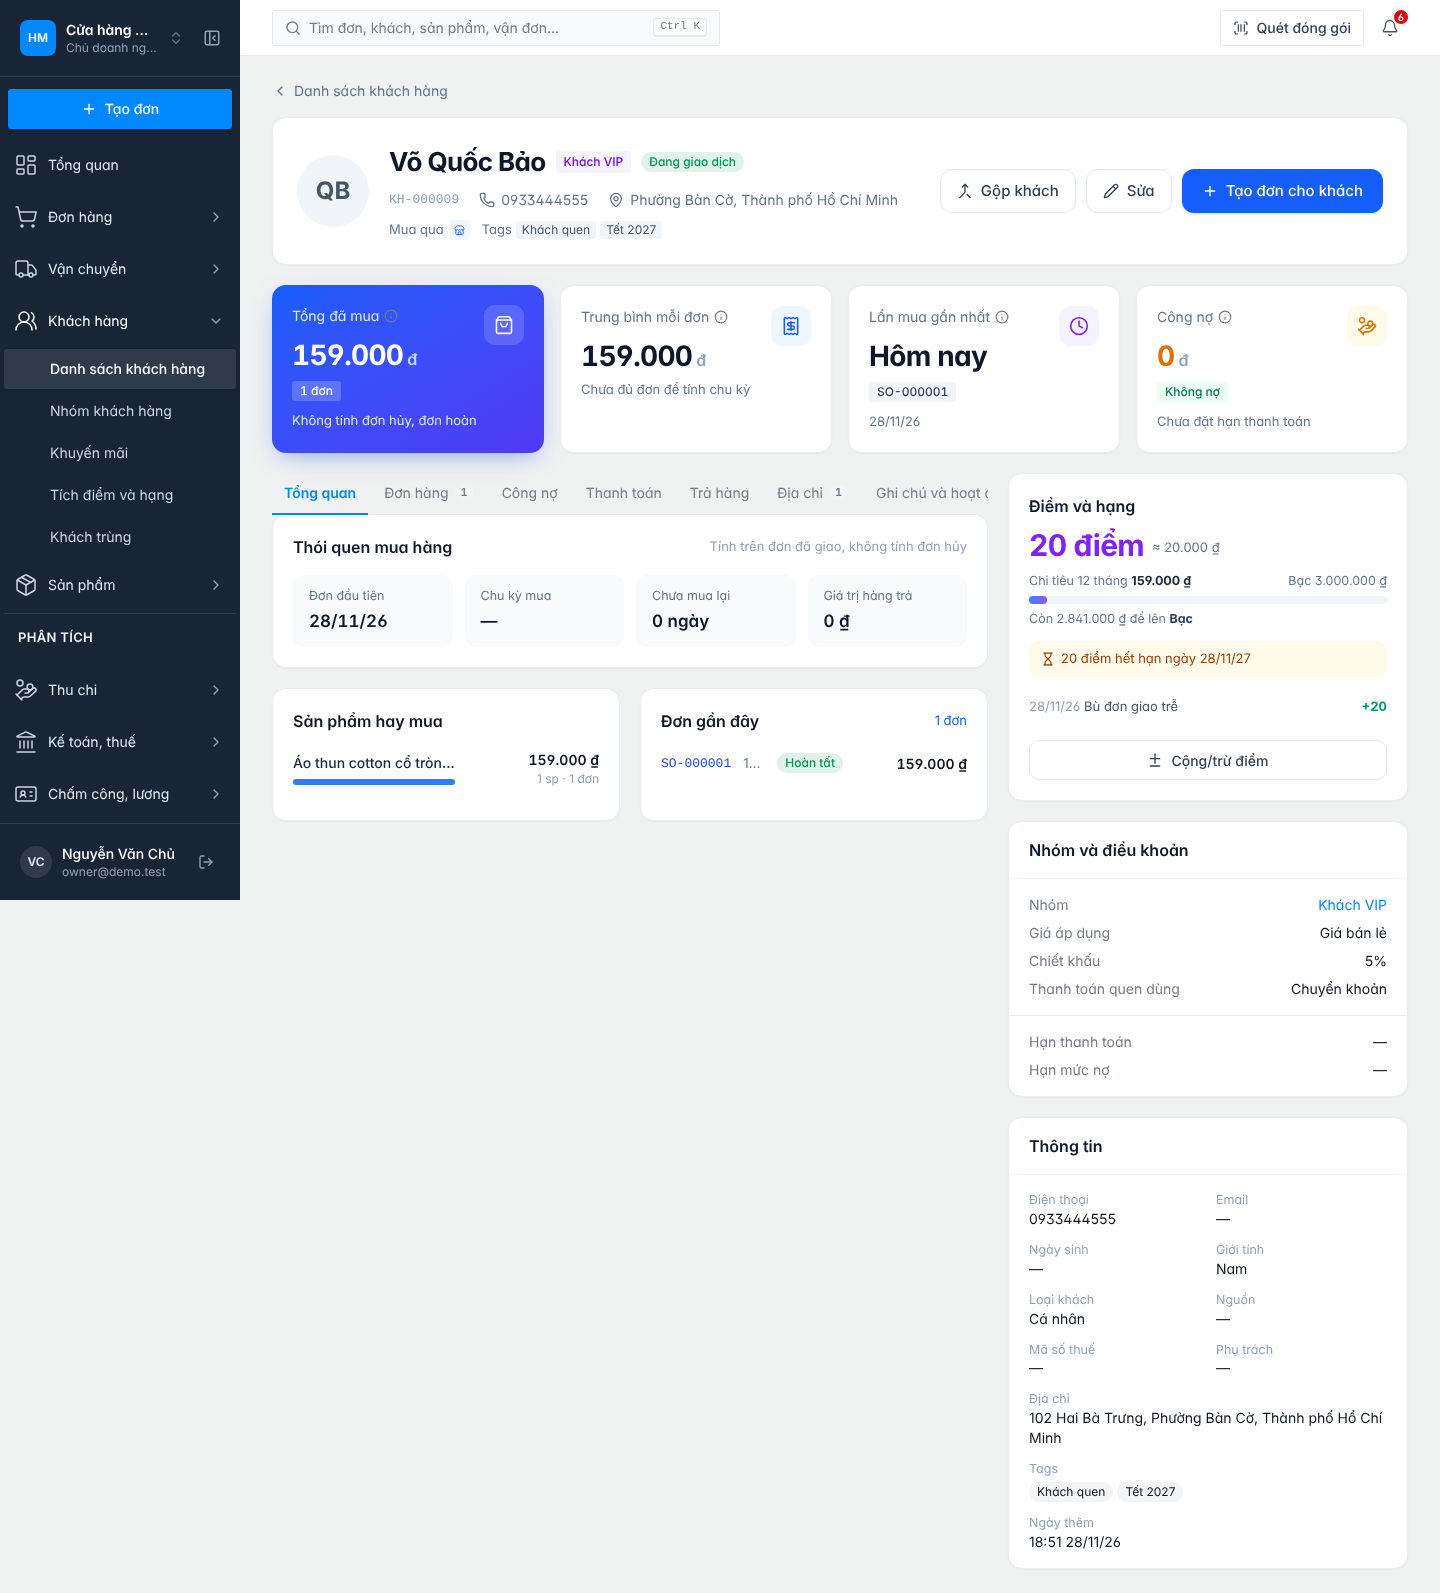 HM
Cửa hàng ...
Chủ doanh ng...
Tìm đơn, khách, sản phẩm, vận đơn...
Ctrl K
Quét đóng gói
6
Tạo đơn
Tổng quan
Đơn hàng
Vận chuyển
Khách hàng
Danh sách khách hàng
Nhóm khách hàng
Khuyến mãi
Tích điểm và hạng
Khách trùng
Sản phẩm
PHÂN TÍCH
Thu chi
Kế toán, thuế
Chấm công, lương
VC
Nguyễn Văn Chủ
owner@demo.test
Danh sách khách hàng
QB
Võ Quốc Bảo Khách VIP Đang giao dịch
KH-000009 0933444555 Phường Bàn Cờ, Thành phố Hồ Chí Minh
Mua qua Tags Khách quen Tết 2027
Gộp khách
Sửa
Tạo đơn cho khách
Tổng đã mua
159.000 đ
1 đơn
Không tính đơn hủy, đơn hoàn
Trung bình mỗi đơn
159.000 đ
Chưa đủ đơn để tính chu kỳ
Lần mua gần nhất
Hôm nay
SO-000001
28/11/26
Công nợ
0 đ
Không nợ
Chưa đặt hạn thanh toán
Tổng quan Đơn hàng 1 Công nợ Thanh toán Trả hàng Địa chỉ 1 Ghi chú và hoạt
Thói quen mua hàng
Tính trên đơn đã giao, không tính đơn hủy
Đơn đầu tiên
28/11/26
Chu kỳ mua
—
Chưa mua lại
0 ngày
Giá trị hàng trả
0 ₫
Sản phẩm hay mua
Áo thun cotton cổ tròn...
159.000 ₫
1 sp · 1 đơn
Đơn gần đây
1 đơn
SO-000001 1... Hoàn tất 159.000 ₫
Điểm và hạng
20 điểm ≈ 20.000 ₫
Chi tiêu 12 tháng 159.000 ₫ Bạc 3.000.000 ₫
Còn 2.841.000 ₫ để lên Bạc
20 điểm hết hạn ngày 28/11/27
28/11/26 Bù đơn giao trễ +20
Cộng/trừ điểm
Nhóm và điều khoản
Nhóm Khách VIP
Giá áp dụng Giá bán lẻ
Chiết khấu 5%
Thanh toán quen dùng Chuyển khoản
Hạn thanh toán —
Hạn mức nợ —
Thông tin
Điện thoại
0933444555
Email
—
Ngày sinh
—
Giới tính
Nam
Loại khách
Cá nhân
Nguồn
—
Mã số thuế
—
Phụ trách
—
Địa chỉ
102 Hai Bà Trưng, Phường Bàn Cờ, Thành phố Hồ Chí
Minh
Tags
Khách quen Tết 2027
Ngày thêm
18:51 28/11/26